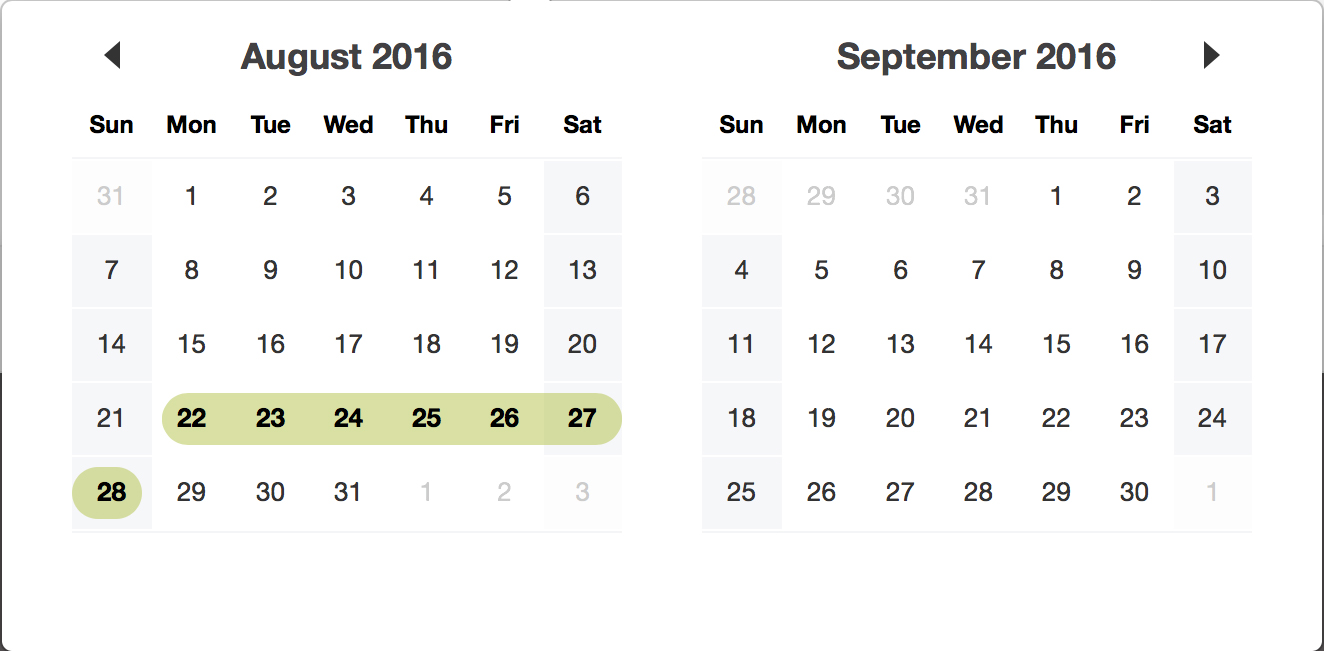 August 2016
Sun Mon Tue Wed Thu Fri Sat
31 1 2 3 4 5 6
7 8 9 10 11 12 13
14 15 16 17 18 19 20
21 22 23 24 25 26 27
28 29 30 31 1 2 3
September 2016
Sun Mon Tue Wed Thu Fri Sat
28 29 30 31 1 2 3
4 5 6 7 8 9 10
11 12 13 14 15 16 17
18 19 20 21 22 23 24
25 26 27 28 29 30 1